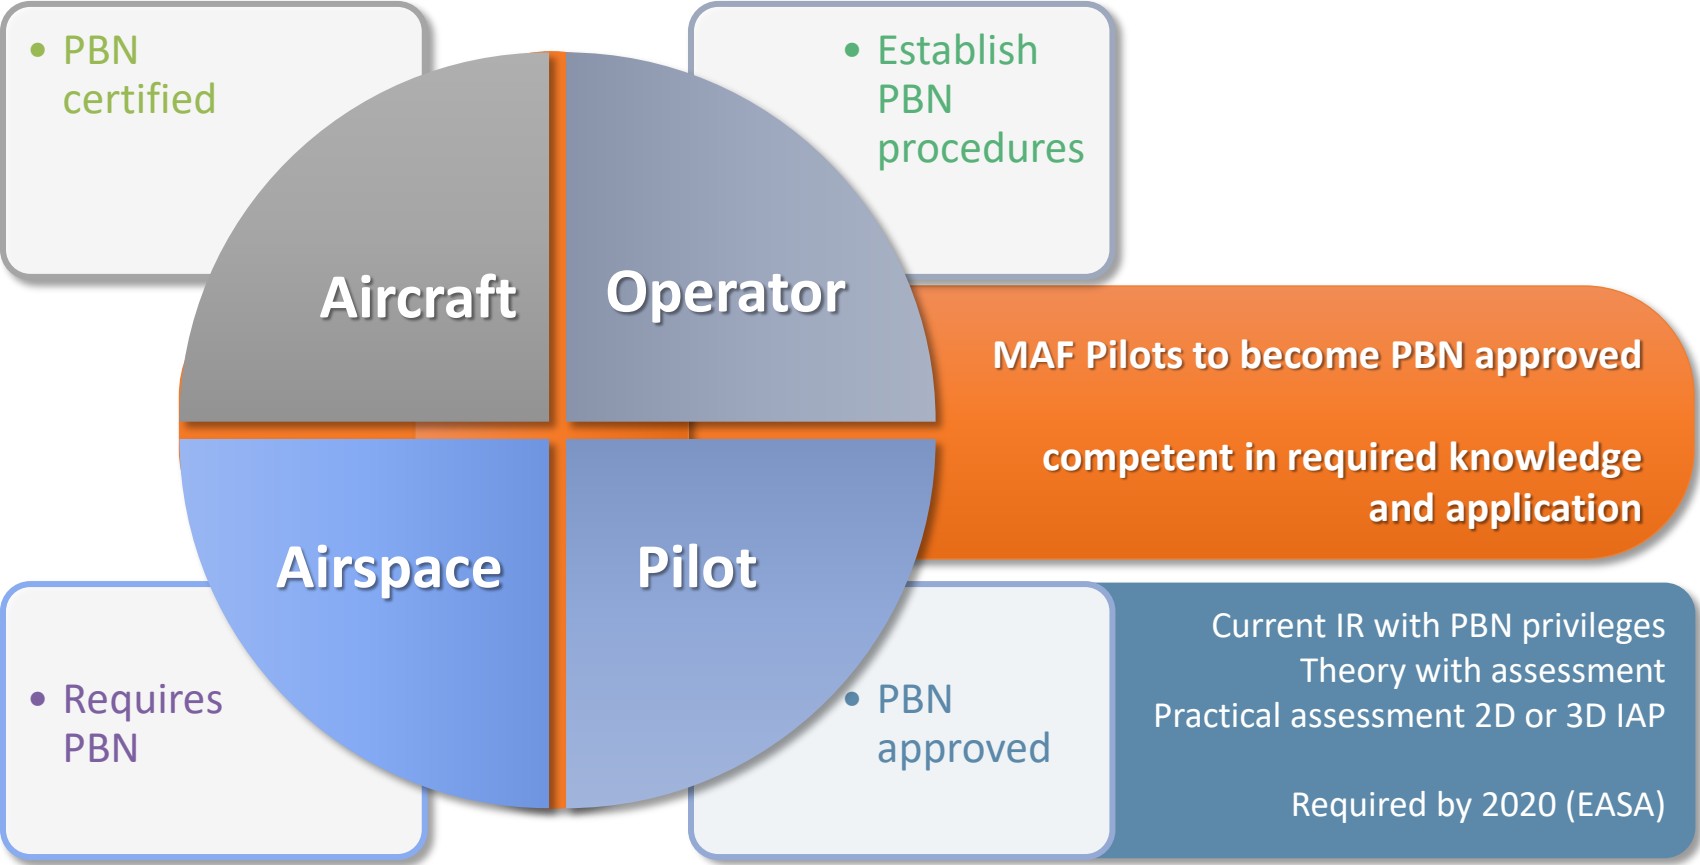 • PBN
certified
• Establish
PBN
procedures
Aircraft
Operator
MAF Pilots to become PBN approved
competent in required knowledge
and application
Airspace
Pilot
• Requires
PBN
• PBN
approved
Current IR with PBN privileges
Theory with assessment
Practical assessment 2D or 3D IAP
Required by 2020 (EASA)